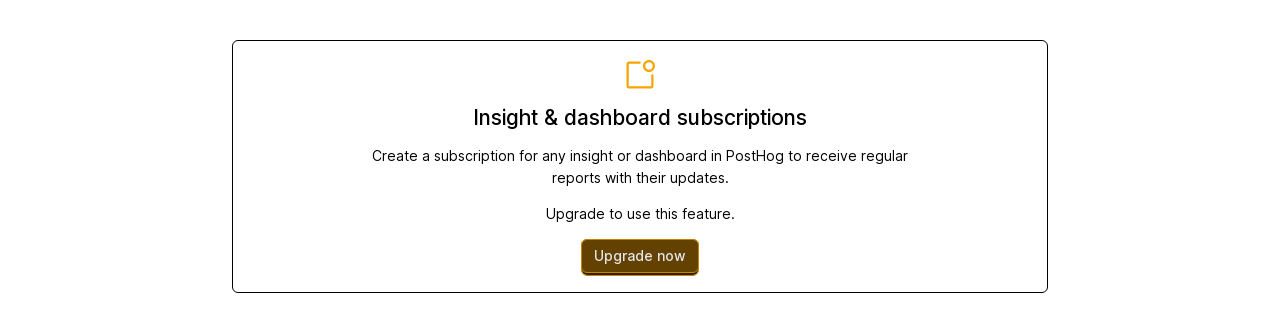 Insight & dashboard subscriptions
Create a subscription for any insight or dashboard in PostHog to receive regular
reports with their updates.
Upgrade to use this feature.
Upgrade now